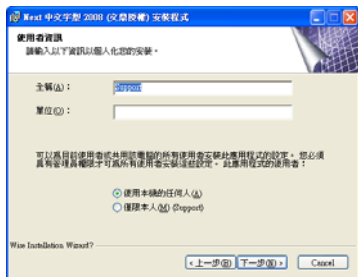 Next 中文字型 2008 (文鼎授權) 安裝程式
使用者資訊
請輸入以下資訊以個人化您的安裝。
全稱(A)：
Support
單位(O)：
可以為目前使用者或共用該電腦的所有使用者安裝此應用程式的設定。您必須
具有管理員權限才可為所有使用者安裝這些設定。此應用程式的使用者：
使用本機的任何人(A)
僅限本人(M) (Support)
Wise Installation Wizard?
< 上一步(B)
下一步(N) >
Cancel